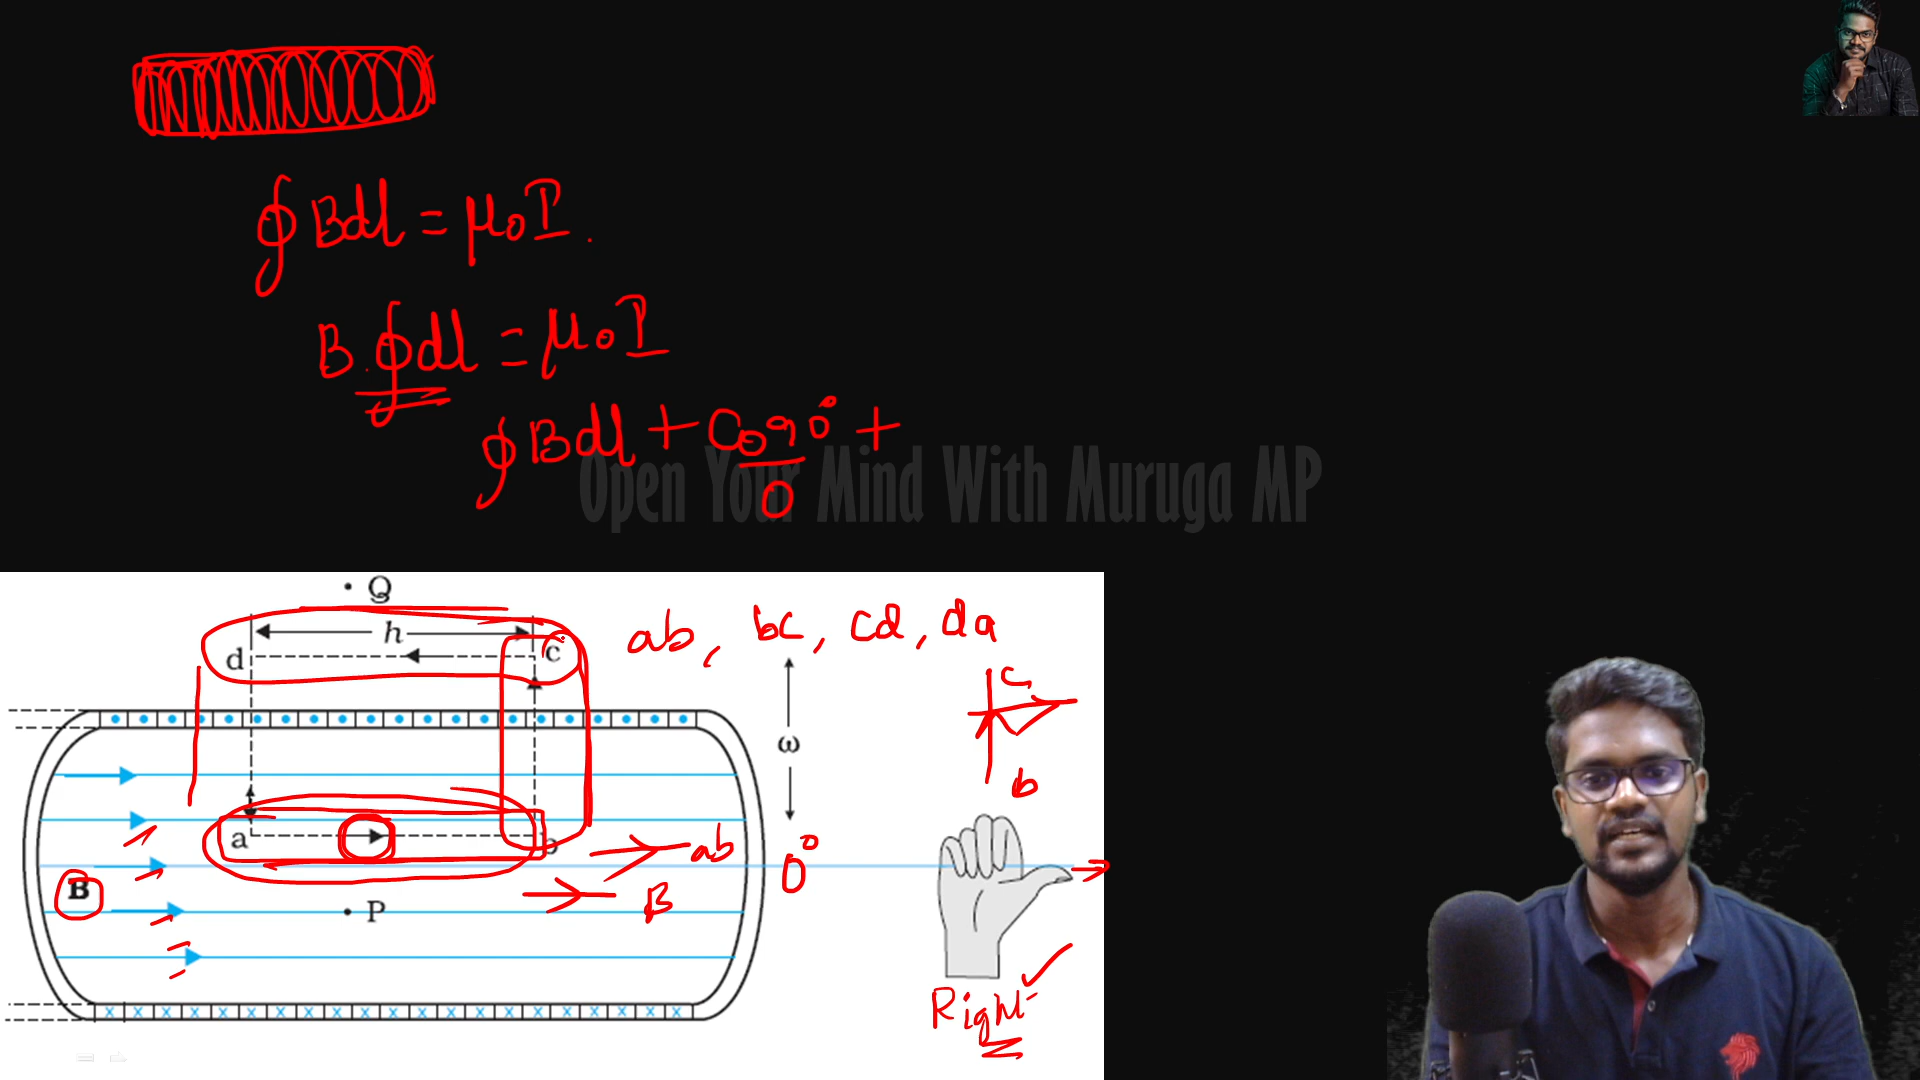 ∮Bdl = μ₀I.
B.∮dl = μ₀I
∮Bdl + Cos90° +
0
Open Your Mind With Muruga MP
Q
h
d
c
ab, bc, cd, da
c
b
ω
a
b
ab
0°
B
B
P
Right